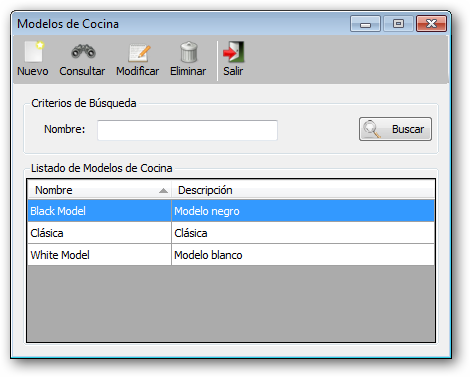 Modelos de Cocina
Nuevo Consultar Modificar Eliminar Salir
Criterios de Búsqueda
Nombre: Buscar
Listado de Modelos de Cocina
Nombre Descripción
Black Model Modelo negro
Clásica Clásica
White Model Modelo blanco